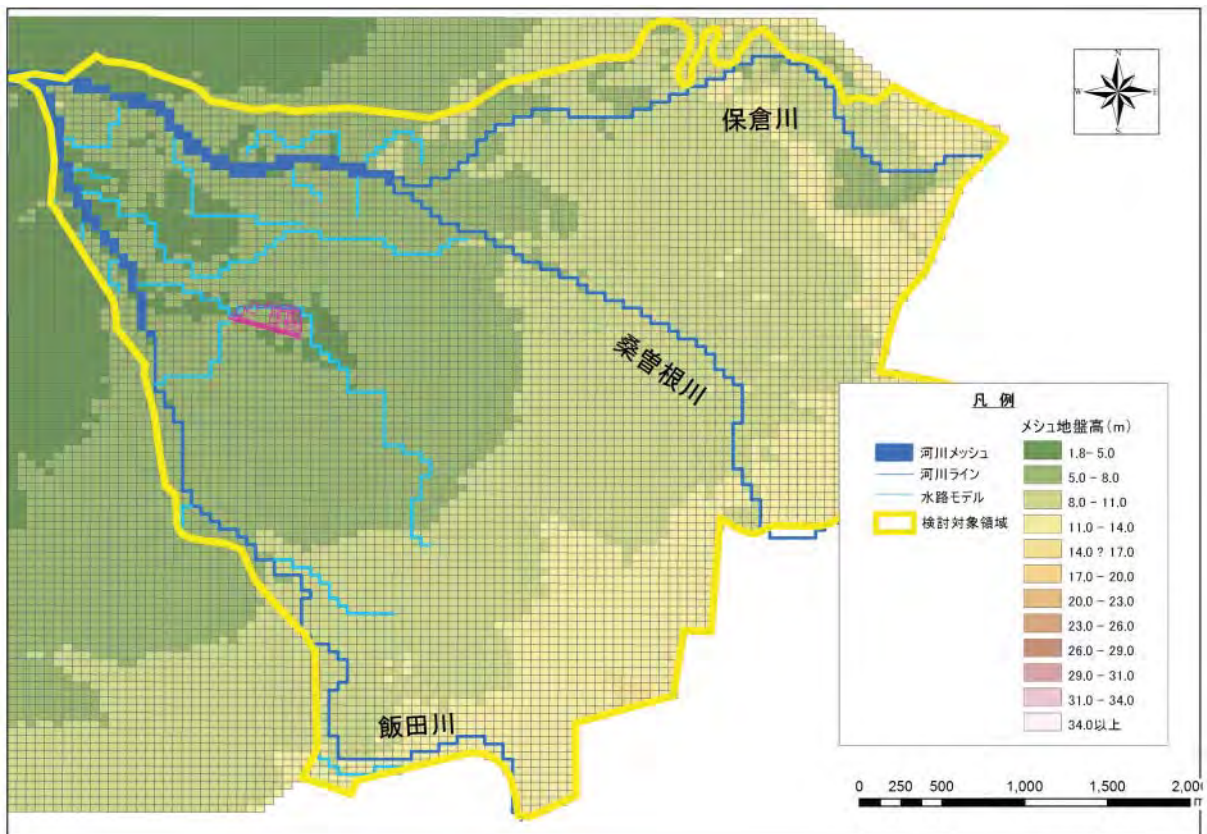 保倉川
桑曽根川
飯田川
N
W
E
S
凡 例
メシュ地盤高(m)
河川メッシュ
河川ライン
水路モデル
検討対象領域
1.8- 5.0
5.0 - 8.0
8.0 - 11.0
11.0 - 14.0
14.0 ? 17.0
17.0 - 20.0
20.0 - 23.0
23.0 - 26.0
26.0 - 29.0
29.0 - 31.0
31.0 - 34.0
34.0以上
0 250 500 1,000 1,500 2,00
m